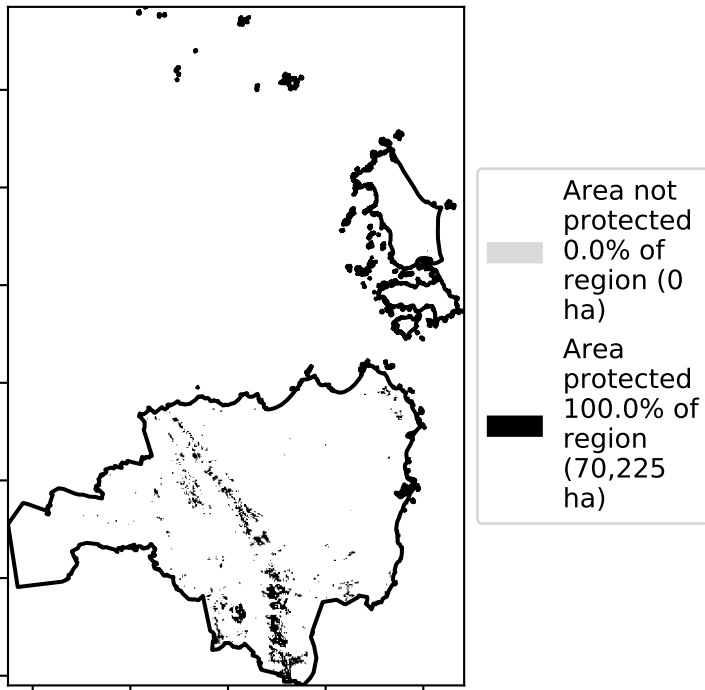 Area not
protected
0.0% of
region (0
ha)
Area
protected
100.0% of
region
(70,225
ha)